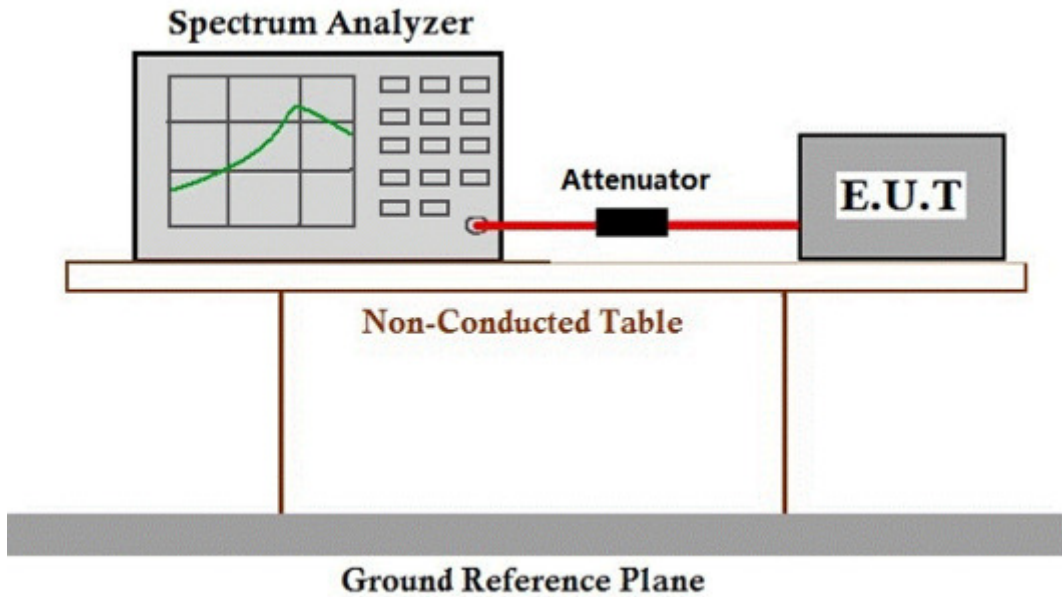 Spectrum Analyzer
Attenuator
E.U.T
Non-Conducted Table
Ground Reference Plane